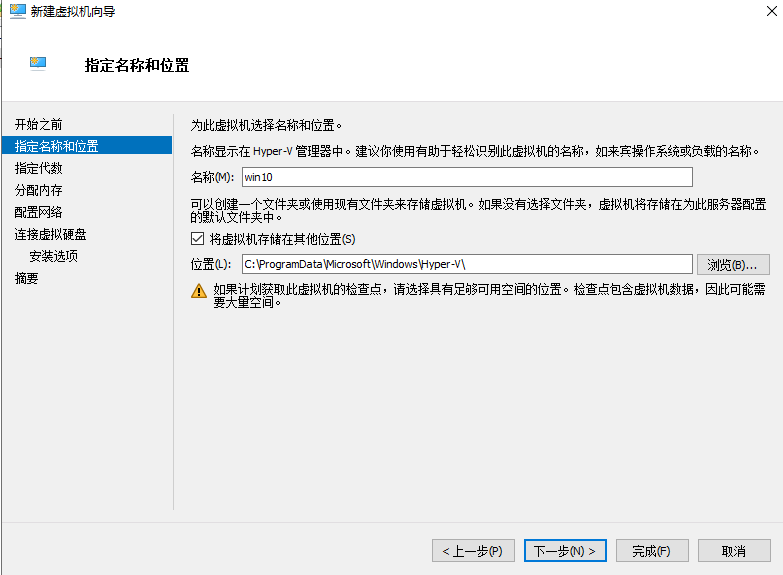 新建虚拟机向导
指定名称和位置
开始之前
指定名称和位置
指定代数
分配内存
配置网络
连接虚拟硬盘
安装选项
摘要
为此虚拟机选择名称和位置。
名称显示在 Hyper-V 管理器中。建议你使用有助于轻松识别此虚拟机的名称，如来宾操作系统或负载的名称。
名称(M): win10
可以创建一个文件夹或使用现有文件夹来存储虚拟机。如果没有选择文件夹，虚拟机将存储在为此服务器配置
的默认文件夹中。
将虚拟机存储在其他位置(S)
位置(L): C:\ProgramData\Microsoft\Windows\Hyper-V\ 浏览(B)...
如果计划获取此虚拟机的检查点，请选择具有足够可用空间的位置。检查点包含虚拟机数据，因此可能需
要大量空间。
< 上一步(P) 下一步(N) > 完成(F) 取消